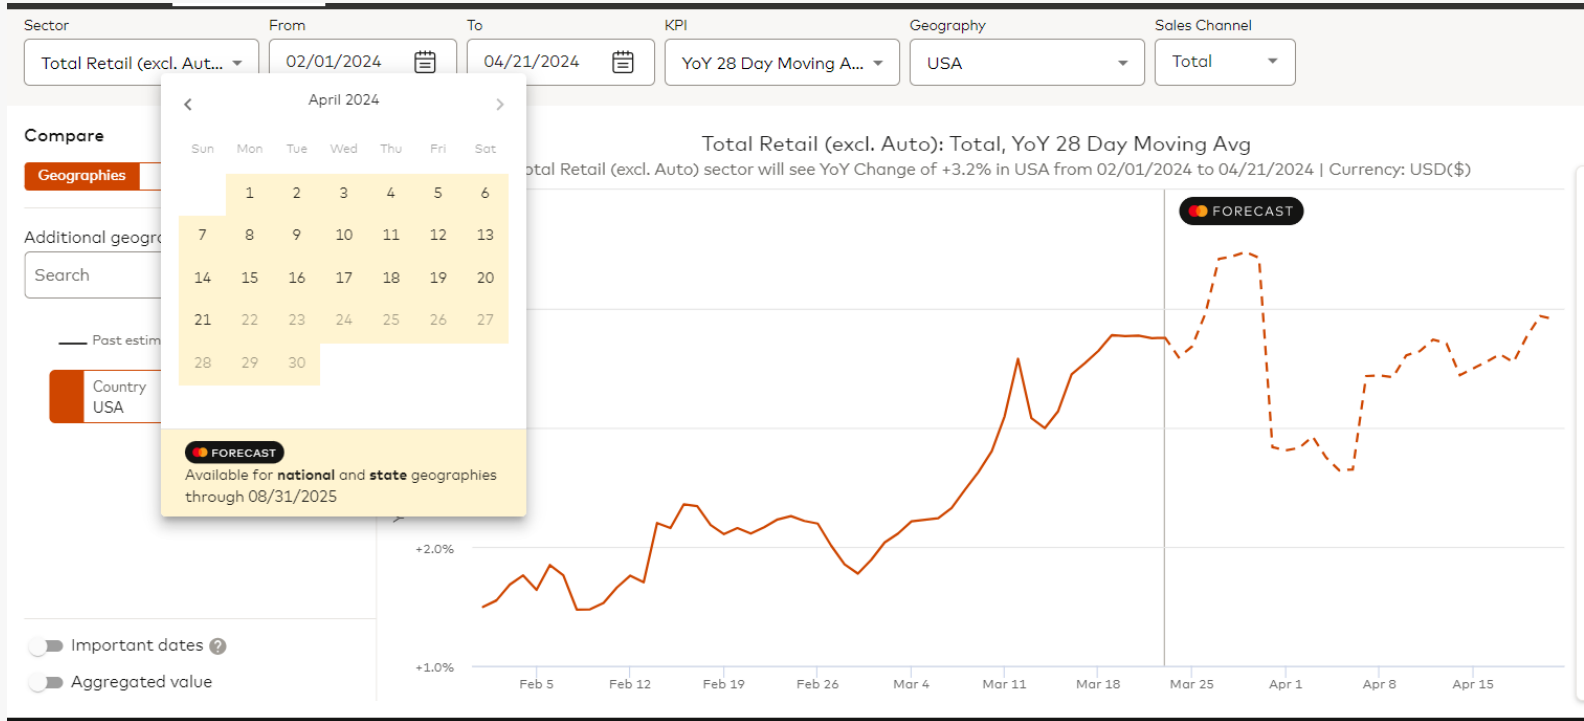 Sector
From
To
KPI
Geography
Sales Channel
Total Retail (excl. Aut...
02/01/2024
04/21/2024
YoY 28 Day Moving A...
USA
Total
April 2024
Sun Mon Tue Wed Thu Fri Sat
1 2 3 4 5 6
7 8 9 10 11 12 13
14 15 16 17 18 19 20
21 22 23 24 25 26 27
28 29 30
FORECAST
Available for national and state geographies
through 08/31/2025
Compare
Geographies
Additional geogr
Search
Past estim
Country
USA
Important dates ?
Aggregated value
Total Retail (excl. Auto): Total, YoY 28 Day Moving Avg
otal Retail (excl. Auto) sector will see YoY Change of +3.2% in USA from 02/01/2024 to 04/21/2024 | Currency: USD($)
FORECAST
+2.0%
+1.0%
Feb 5 Feb 12 Feb 19 Feb 26 Mar 4 Mar 11 Mar 18 Mar 25 Apr 1 Apr 8 Apr 15